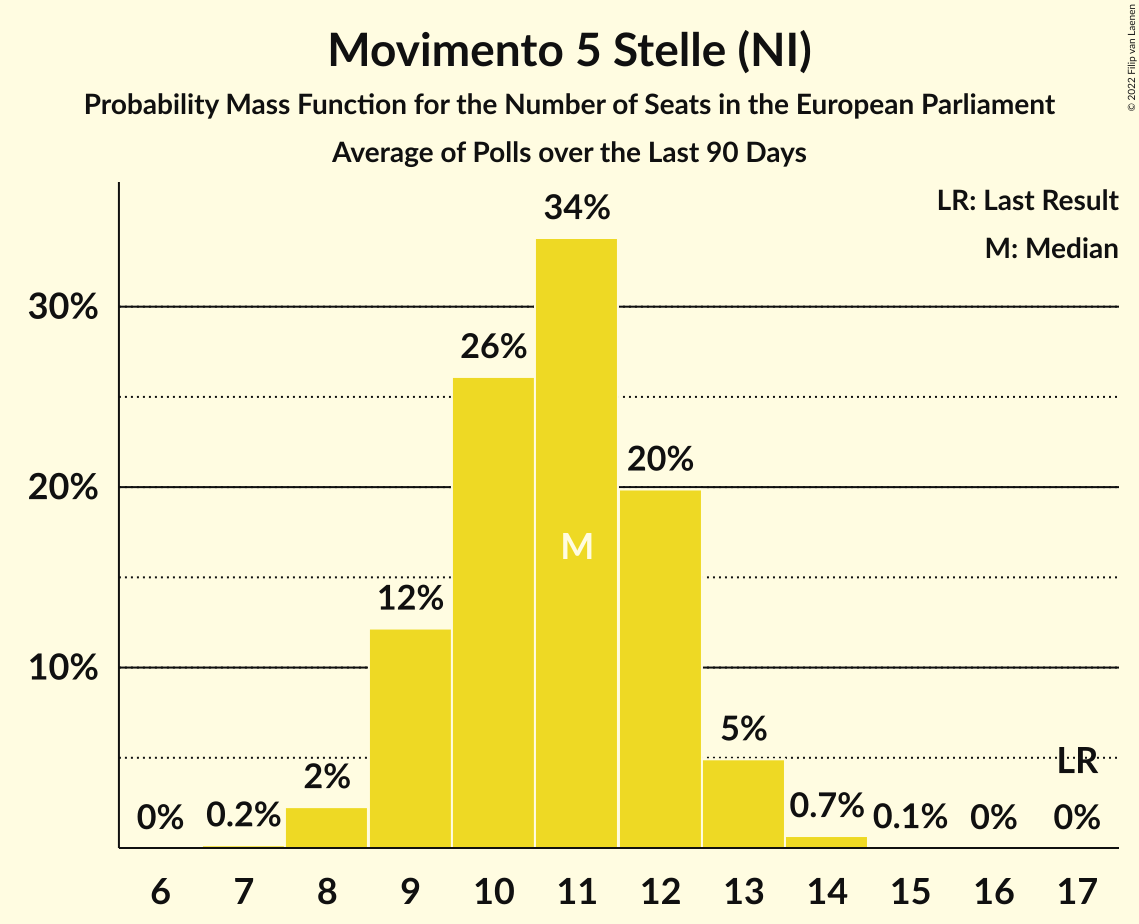 © 2022 Filip van Laenen
Movimento 5 Stelle (NI)
Probability Mass Function for the Number of Seats in the European Parliament
Average of Polls over the Last 90 Days
LR: Last Result
M: Median
30%
20%
10%
0%
0.2%
2%
12%
26%
34%
20%
5%
0.7%
0.1%
0%
0%
M
LR
6 7 8 9 10 11 12 13 14 15 16 17